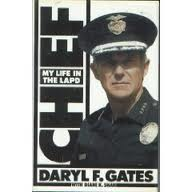 CHIEF
MY LIFE IN
THE LAPD
DARYL F. GATES
WITH DIANE K. SHAH